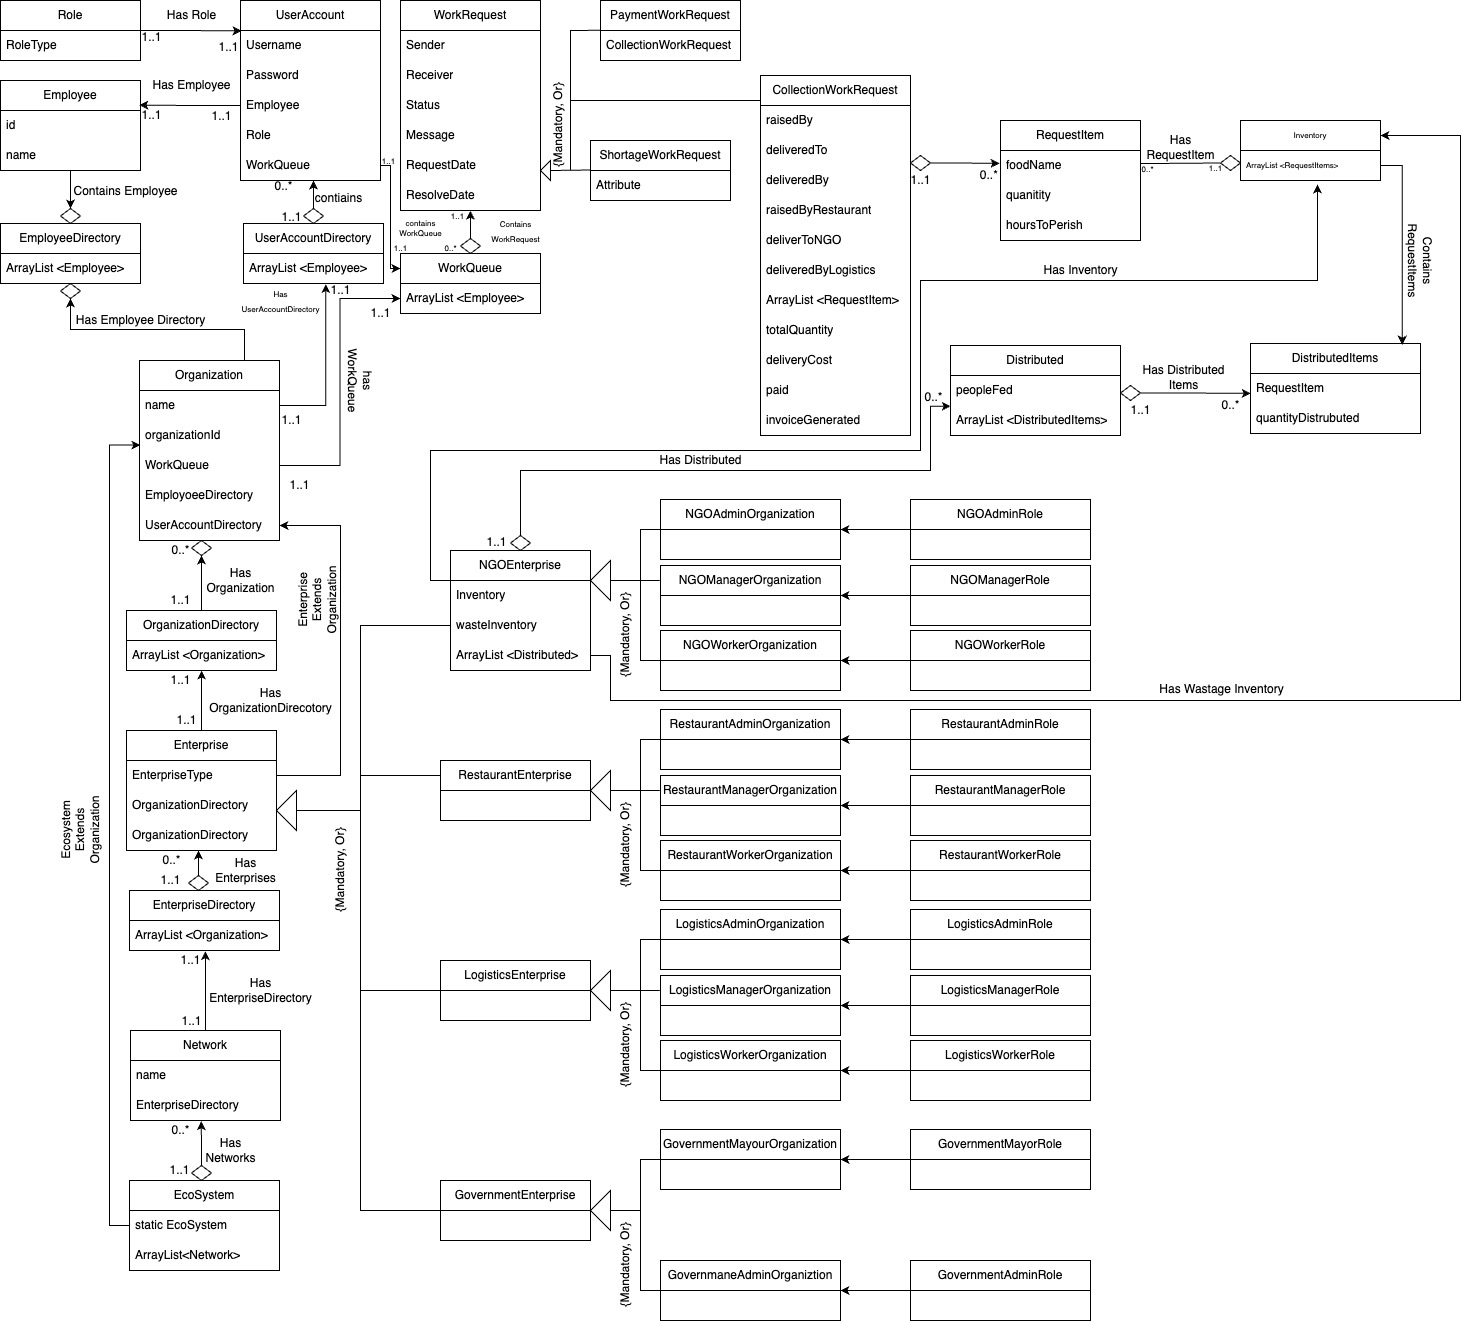 Role
RoleType
Has Role
1..1
1..1
UserAccount
Username
Password
Employee
Role
WorkQueue
0..*
Employee
id
name
Has Employee
1..1
1..1
Contains Employee
EmployeeDirectory
ArrayList <Employee>
contiains
1..1
UserAccountDirectory
ArrayList <Employee>
WorkRequest
Sender
Receiver
Status
Message
RequestDate
ResolveDate
1..1
1..1
contains
WorkQueue
1..1
0..*
Contains
WorkRequest
WorkQueue
ArrayList <Employee>
1..1
{Mandatory, Or}
PaymentWorkRequest
CollectionWorkRequest
ShortageWorkRequest
Attribute
CollectionWorkRequest
raisedBy
deliveredTo
deliveredBy
raisedByRestaurant
deliverToNGO
deliveredByLogistics
ArrayList <RequestItem>
totalQuantity
deliveryCost
paid
invoiceGenerated
1..1
0..*
RequestItem
foodName
quanitity
hoursToPerish
Has
RequestItem
0..*
1..1
Inventory
ArrayList <RequestItems>
Contains
RequestItems
Has Inventory
Distributed
peopleFed
ArrayList <DistributedItems>
0..*
Has Distributed
Items
1..1
0..*
DistributedItems
RequestItem
quantityDistrubuted
Has Distributed
Has Employee Directory
Has
UserAccountDirectory
1..1
has
WorkQueue
Organization
name
organizationId
WorkQueue
EmployoeeDirectory
UserAccountDirectory
1..1
1..1
0..*
Has
Organization
1..1
Enterprise
Extends
Organization
OrganizationDirectory
ArrayList <Organization>
1..1
Has
OrganizationDirecotory
1..1
Enterprise
EnterpriseType
OrganizationDirectory
OrganizationDirectory
0..*
Has
Enterprises
1..1
EnterpriseDirectory
ArrayList <Organization>
1..1
Has
EnterpriseDirectory
1..1
Network
name
EnterpriseDirectory
0..*
Has
Networks
1..1
EcoSystem
static EcoSystem
ArrayList<Network>
Ecosystem
Extends
Organization
{Mandatory, Or}
1..1
NGOEnterprise
Inventory
wasteInventory
ArrayList <Distributed>
{Mandatory, Or}
NGOAdminOrganization
NGOAdminRole
NGOManagerOrganization
NGOManagerRole
NGOWorkerOrganization
NGOWorkerRole
Has Wastage Inventory
RestaurantEnterprise
{Mandatory, Or}
RestaurantAdminOrganization
RestaurantAdminRole
RestaurantManagerOrganization
RestaurantManagerRole
RestaurantWorkerOrganization
RestaurantWorkerRole
LogisticsEnterprise
{Mandatory, Or}
LogisticsAdminOrganization
LogisticsAdminRole
LogisticsManagerOrganization
LogisticsManagerRole
LogisticsWorkerOrganization
LogisticsWorkerRole
GovernmentEnterprise
{Mandatory, Or}
GovernmentMayourOrganization
GovernmentMayorRole
GovernmaneAdminOrganiztion
GovernmentAdminRole